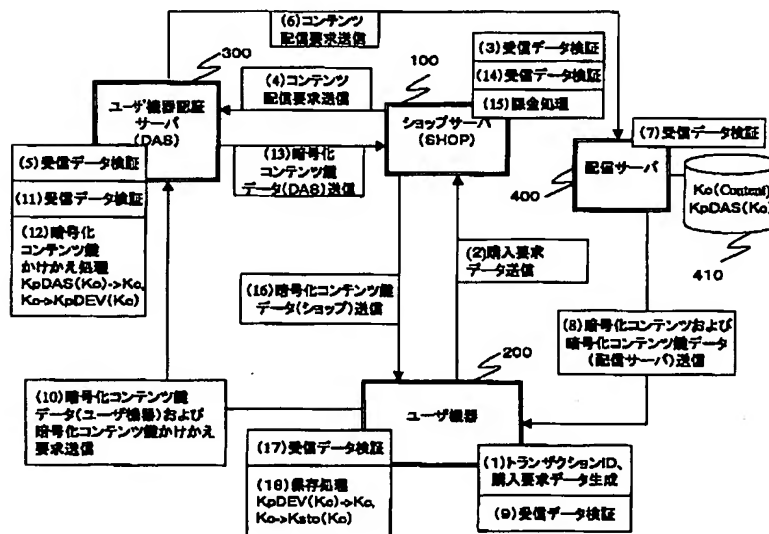 (6)コンテンツ
配信要求送信
300
ユーザ機器認証
サーバ
(DAS)
(4)コンテンツ
配信要求送信
100
ショップサーバ
(SHOP)
(3)受信データ検証
(14)受信データ検証
(15)課金処理
(7)受信データ検証
配信サーバ
400
Kc(Content)
KpDAS(Kc)
410
(5)受信データ検証
(11)受信データ検証
(12)暗号化
コンテンツ鍵
かけかえ処理
KpDAS(Kc)->Kc,
Kc->KpDEV(Kc)
(13)暗号化
コンテンツ鍵
データ(DAS)送信
(2)購入要求
データ送信
(16)暗号化コンテンツ鍵
データ(ショップ)送信
(8)暗号化コンテンツおよび
暗号化コンテンツ鍵データ
(配信サーバ)送信
200
ユーザ機器
(10)暗号化コンテンツ鍵
データ(ユーザ機器)および
暗号化コンテンツ鍵かけかえ
要求送信
(17)受信データ検証
(18)保存処理
KpDEV(Kc)->Kc,
Kc->Ksto(Kc)
(1)トランザクションID、
購入要求データ生成
(9)受信データ検証